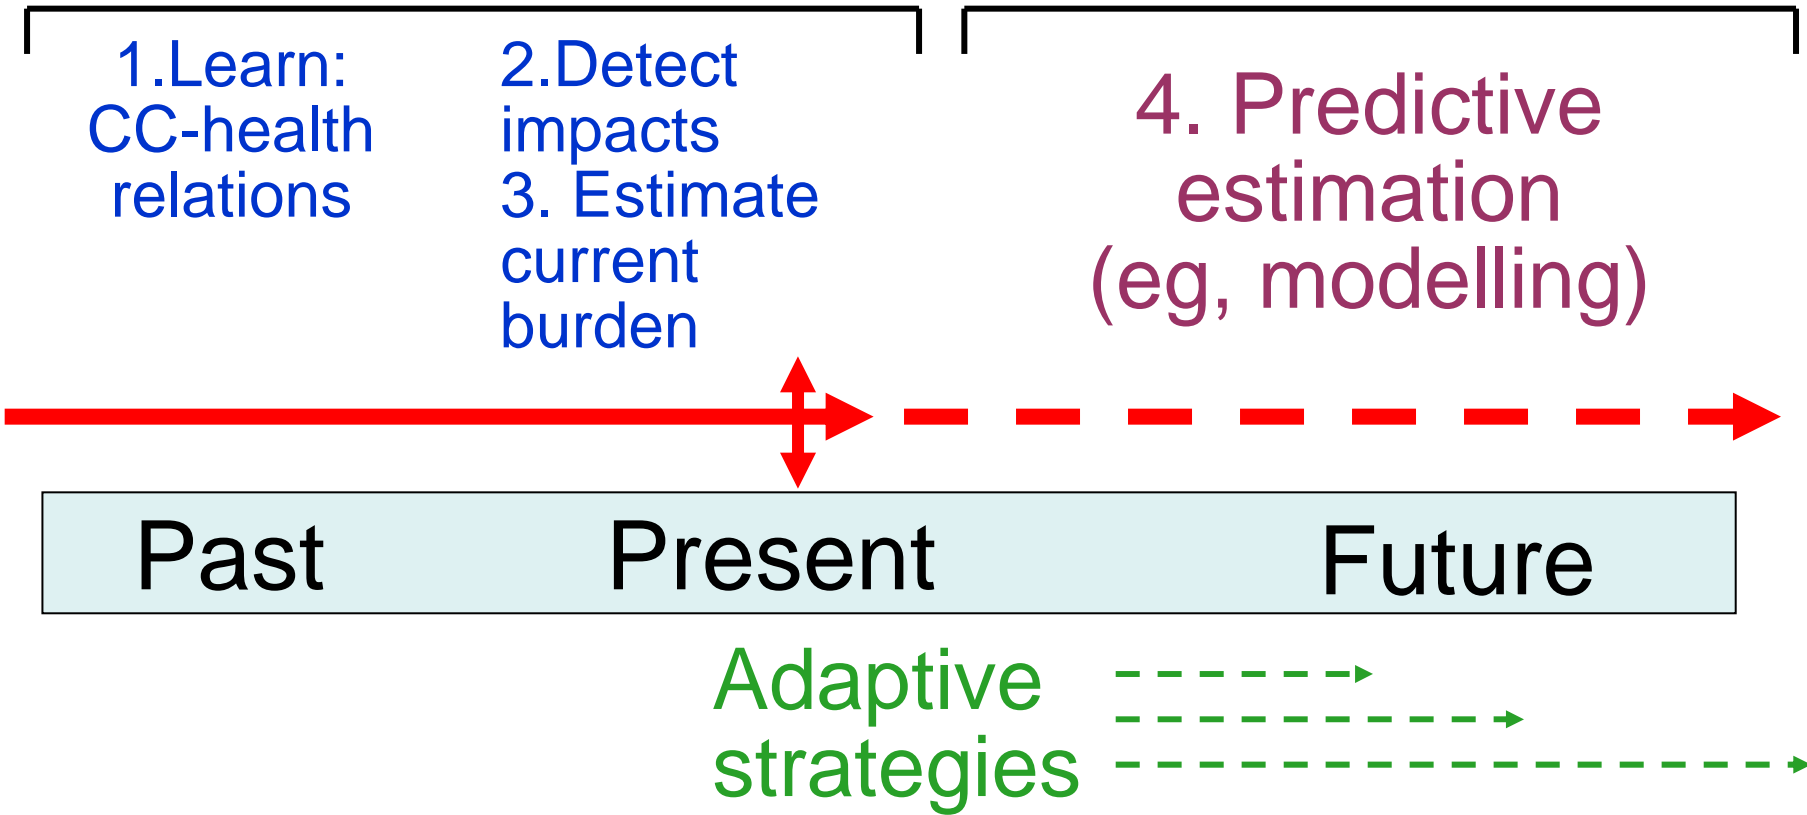 1.Learn:
CC-health
relations
2.Detect
impacts
3. Estimate
current
burden
4. Predictive
estimation
(eg, modelling)
Past
Present
Future
Adaptive
strategies